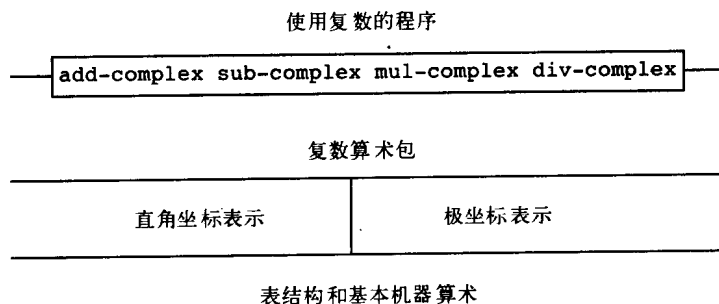 使用复数的程序
add-complex sub-complex mul-complex div-complex
复数算术包
直角坐标表示 极坐标表示
表结构和基本机器算术